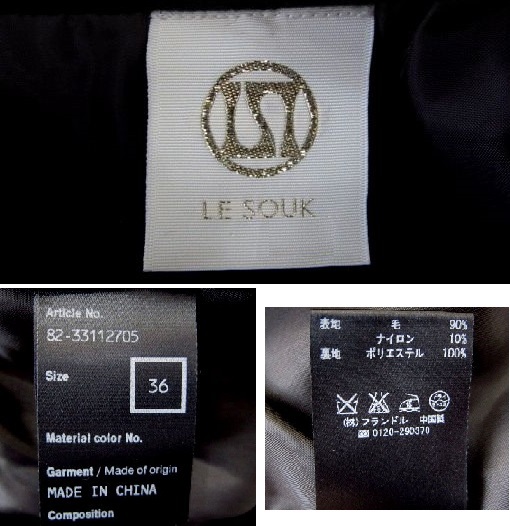 LE SOUK
Article No.
82-33112705
Size
36
Material color No.
Garment / Made of origin
MADE IN CHINA
Composition
表地 毛 90%
ナイロン 10%
裏地 ポリエステル 100%
(株)フランドル 中国製
☎ 0120-290370